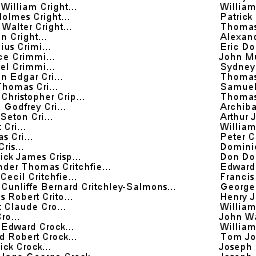 William Cright... William
Holmes Cright... Patrick
Walter Cright... Thomas
n Cright... Alexand
ius Crimi... Eric Do
ce Crimmi... John Mu
el Crimmi... Sydney
n Edgar Cri... Thomas
Thomas Cri... Samuel
Christopher Crip... Thomas
Godfrey Cri... Archiba
Seton Cri... Arthur J
t Cri... William
as Cri... Peter C
Cris... Dominic
ick James Crisp... Don Do
nder Thomas Critchfie... Edward
Cecil Critchfie... Francis
Cunliffe Bernard Critchley-Salmons... George
s Robert Crito... Henry J
t Claude Cro... William
Cro... John Wa
Edward Crock... William
d Robert Crock... Tom Jo
ick Crock... Joseph